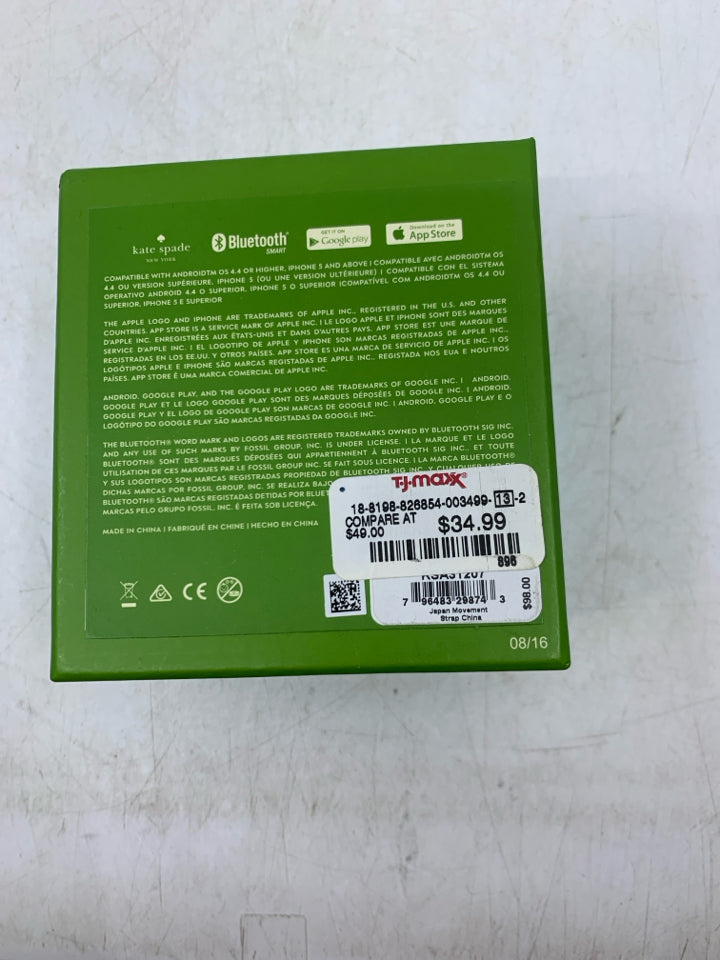 kate spade
NEW YORK
Bluetooth®
SMART
GET IT ON
Google play
Download on the
App Store
COMPATIBLE WITH ANDROIDTM OS 4.4 OR HIGHER, IPHONE 5 AND ABOVE | COMPATIBLE AVEC ANDROIDTM OS
4.4 OU VERSION SUPÉRIEURE, IPHONE 5 (OU UNE VERSION ULTÉRIEURE) | COMPATIBLE CON EL SISTEMA
OPERATIVO ANDROID 4.4 O SUPERIOR, IPHONE 5 O SUPERIOR |COMPATÍVEL COM ANDROIDTM OS 4.4 OU
SUPERIOR, IPHONE 5 E SUPERIOR
THE APPLE LOGO AND IPHONE ARE TRADEMARKS OF APPLE INC., REGISTERED IN THE U.S. AND OTHER
COUNTRIES. APP STORE IS A SERVICE MARK OF APPLE INC. | LE LOGO APPLE ET IPHONE SONT DES MARQUES
D'APPLE INC. ENREGISTRÉES AUX ÉTATS-UNIS ET DANS D'AUTRES PAYS. APP STORE EST UNE MARQUE DE
SERVICE D'APPLE INC. | EL LOGOTIPO DE APPLE Y IPHONE SON MARCAS REGISTRADAS DE APPLE INC.,
REGISTRADAS EN LOS EE.UU. Y OTROS PAÍSES. APP STORE ES UNA MARCA DE SERVICIO DE APPLE INC. | OS
LOGÓTIPOS APPLE E IPHONE SÃO MARCAS REGISTRADAS DE APPLE INC., REGISTADA NOS EUA E NOUTROS
PAÍSES. APP STORE É UMA MARCA COMERCIAL DE APPLE INC.
ANDROID, GOOGLE PLAY, AND THE GOOGLE PLAY LOGO ARE TRADEMARKS OF GOOGLE INC. | ANDROID,
GOOGLE PLAY ET LE LOGO GOOGLE PLAY SONT DES MARQUES DÉPOSÉES DE GOOGLE INC. | ANDROID,
GOOGLE PLAY Y EL LOGO DE GOOGLE PLAY SON MARCAS DE GOOGLE INC. | ANDROID, GOOGLE PLAY E O
LOGÓTIPO DO GOOGLE PLAY SÃO MARCAS REGISTRADAS DA GOOGLE INC.
THE BLUETOOTH® WORD MARK AND LOGOS ARE REGISTERED TRADEMARKS OWNED BY BLUETOOTH SIG INC.
AND ANY USE OF SUCH MARKS BY FOSSIL GROUP, INC. IS UNDER LICENSE. | LA MARQUE ET LE LOGO
BLUETOOTH® SONT DES MARQUES DÉPOSÉES QUI APPARTIENNENT À BLUETOOTH SIG INC., ET TOUTE
UTILISATION DE CES MARQUES PAR LE FOSSIL GROUP INC. SE FAIT SOUS LICENCE | LA MARCA BLUETOOTH®
Y SUS LOGOTIPOS SON MARCAS REGISTRADAS PROPIEDAD DE BLUETOOTH SIG INC. Y CUALQUIER USO DE
DICHAS MARCAS POR FOSSIL GROUP, INC. SE REALIZA BAJO
BLUETOOTH® SÃO MARCAS REGISTADAS DETIDAS POR BLUET
MARCAS PELO GRUPO FOSSIL, INC. É FEITA SOB LICENÇA.
MADE IN CHINA | FABRIQUÉ EN CHINE | HECHO EN CHINA
T·J·maxx
18-8198-826854-003499-13-2
COMPARE AT
$49.00
$34.99
896
KSA31207
$98.00
7 96483 29874 3
Japan Movement
Strap China
CE
08/16